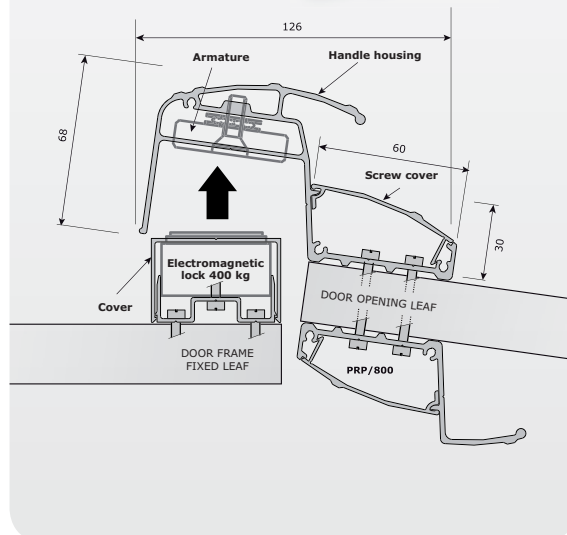 126
Armature
Handle housing
68
60
Screw cover
30
Electromagnetic
lock 400 kg
Cover
DOOR OPENING LEAF
DOOR FRAME
FIXED LEAF
PRP/800